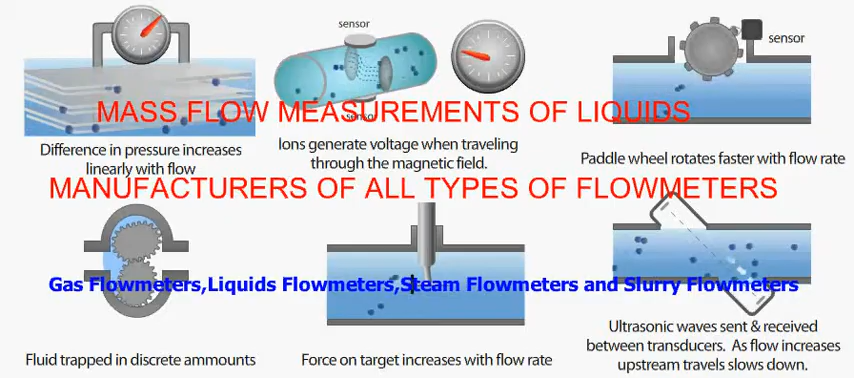 sensor
sensor
MASS FLOW MEASUREMENTS OF LIQUIDS
sensor
Difference in pressure increases
linearly with flow
Ions generate voltage when traveling
through the magnetic field.
Paddle wheel rotates faster with flow rate
MANUFACTURERS OF ALL TYPES OF FLOWMETERS
Gas Flowmeters,Liquids Flowmeters,Steam Flowmeters and Slurry Flowmeters
Fluid trapped in discrete ammounts
Force on target increases with flow rate
Ultrasonic waves sent & received
between transducers. As flow increases
upstream travels slows down.